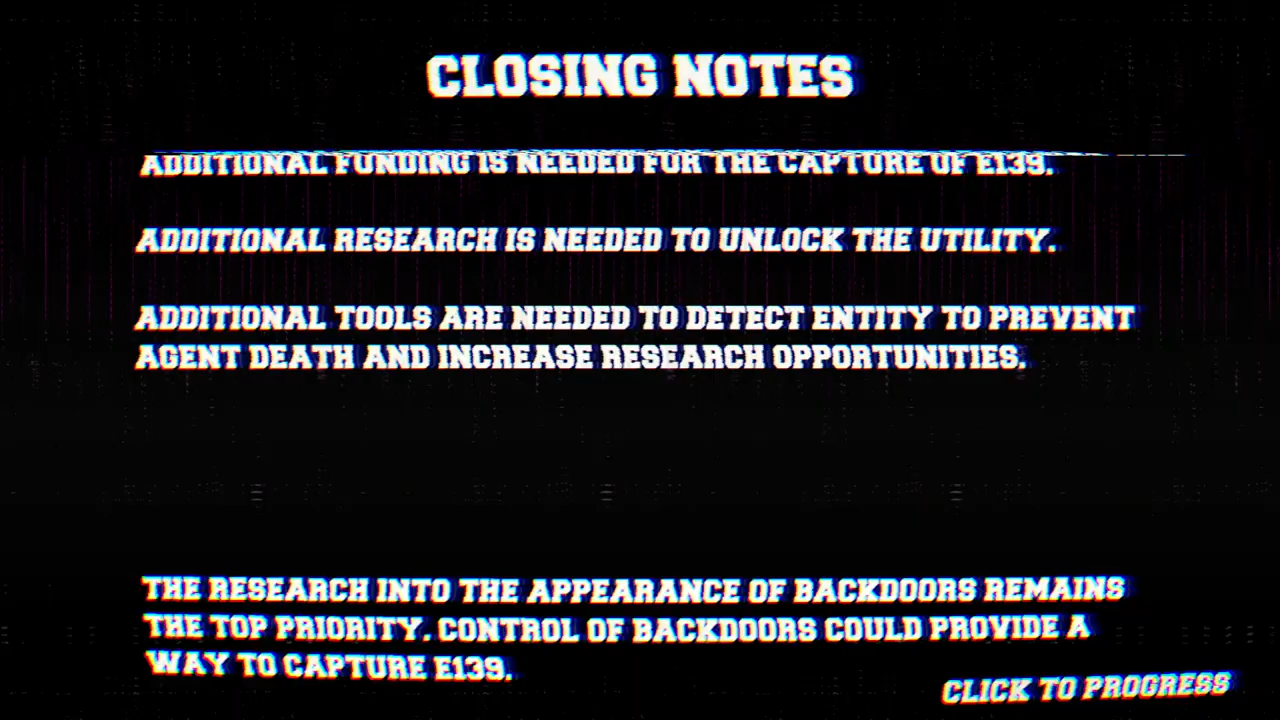 CLOSING NOTES
ADDITIONAL FUNDING IS NEEDED FOR THE CAPTURE OF E139.
ADDITIONAL RESEARCH IS NEEDED TO UNLOCK THE UTILITY.
ADDITIONAL TOOLS ARE NEEDED TO DETECT ENTITY TO PREVENT
AGENT DEATH AND INCREASE RESEARCH OPPORTUNITIES.
THE RESEARCH INTO THE APPEARANCE OF BACKDOORS REMAINS
THE TOP PRIORITY. CONTROL OF BACKDOORS COULD PROVIDE A
WAY TO CAPTURE E139.
CLICK TO PROGRESS